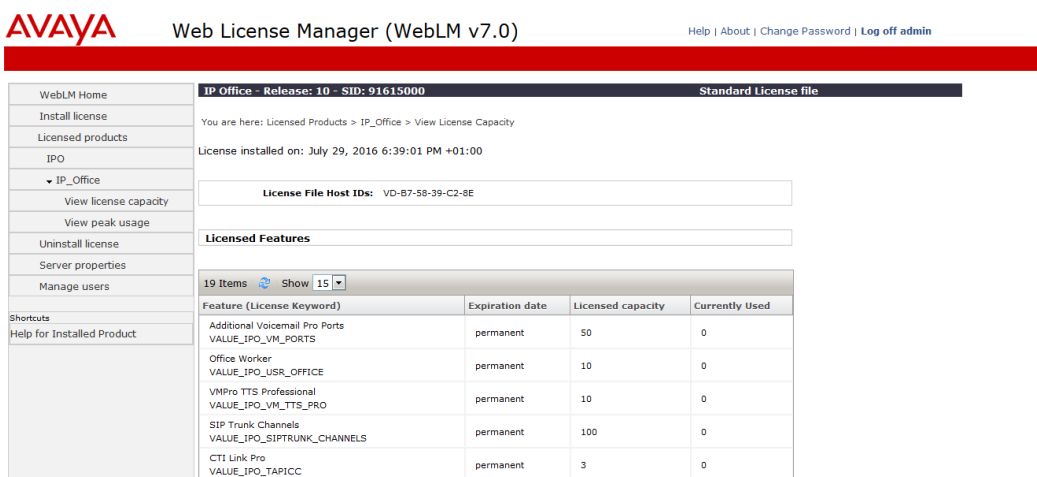 AVAYA
Web License Manager (WebLM v7.0)
Help | About | Change Password | Log off admin
WebLM Home
Install license
Licensed products
IPO
IP_Office
View license capacity
View peak usage
Uninstall license
Server properties
Manage users
Shortcuts
Help for Installed Product
IP Office - Release: 10 - SID: 91615000 Standard License file
You are here: Licensed Products > IP_Office > View License Capacity
License installed on: July 29, 2016 6:39:01 PM +01:00
License File Host IDs: VD-B7-58-39-C2-8E
Licensed Features
19 Items Show 15
Feature (License Keyword) Expiration date Licensed capacity Currently Used
Additional Voicemail Pro Ports
VALUE_IPO_VM_PORTS permanent 50 0
Office Worker
VALUE_IPO_USR_OFFICE permanent 10 0
VMPro TTS Professional
VALUE_IPO_VM_TTS_PRO permanent 10 0
SIP Trunk Channels
VALUE_IPO_SIPTRUNK_CHANNELS permanent 100 0
CTI Link Pro
VALUE_IPO_TAPICC permanent 3 0